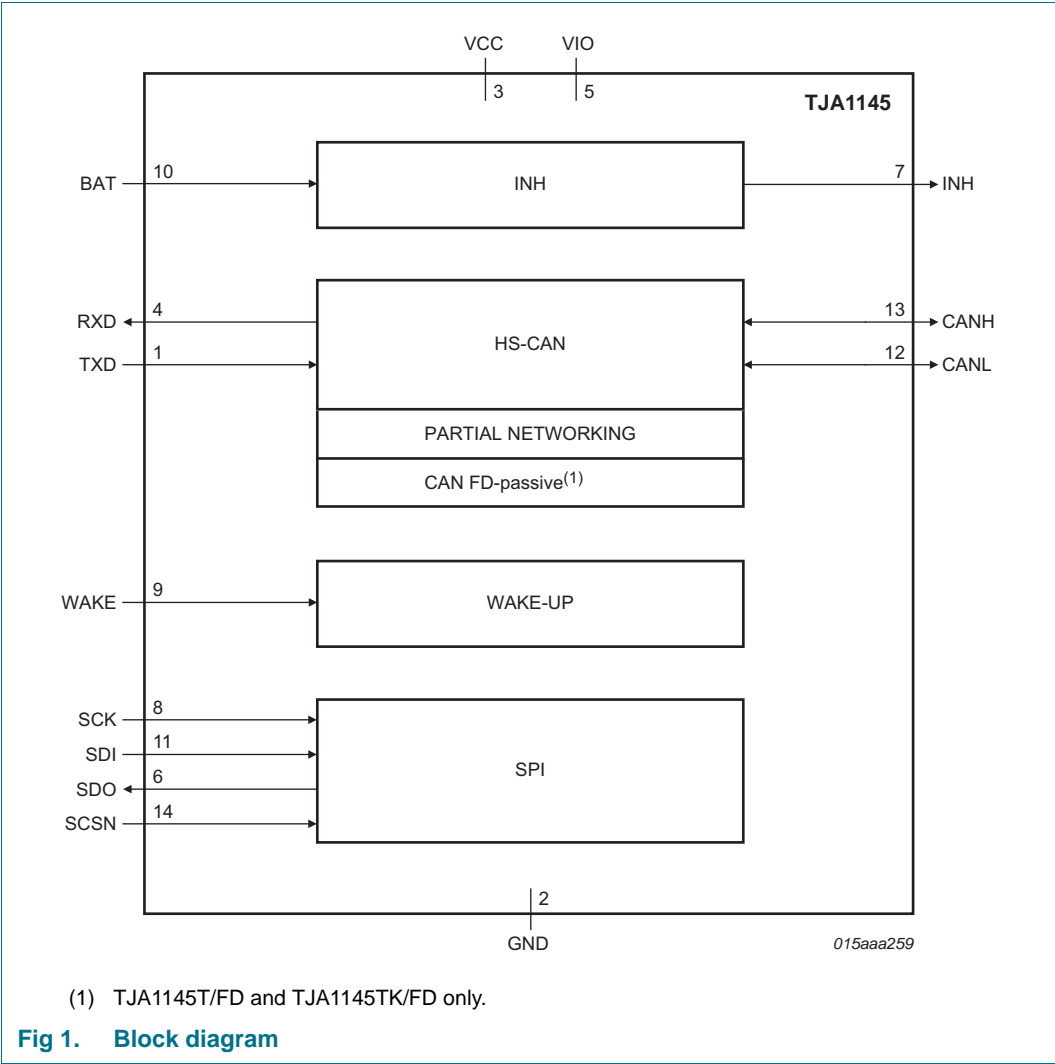 VCC VIO
3 5
TJA1145
BAT 10 INH 7 INH
RXD 4 13 CANH
HS-CAN
TXD 1 12 CANL
PARTIAL NETWORKING
CAN FD-passive(1)
WAKE 9 WAKE-UP
SCK 8
SDI 11
SPI
SDO 6
SCSN 14
2
GND
015aaa259
(1) TJA1145T/FD and TJA1145TK/FD only.
Fig 1. Block diagram